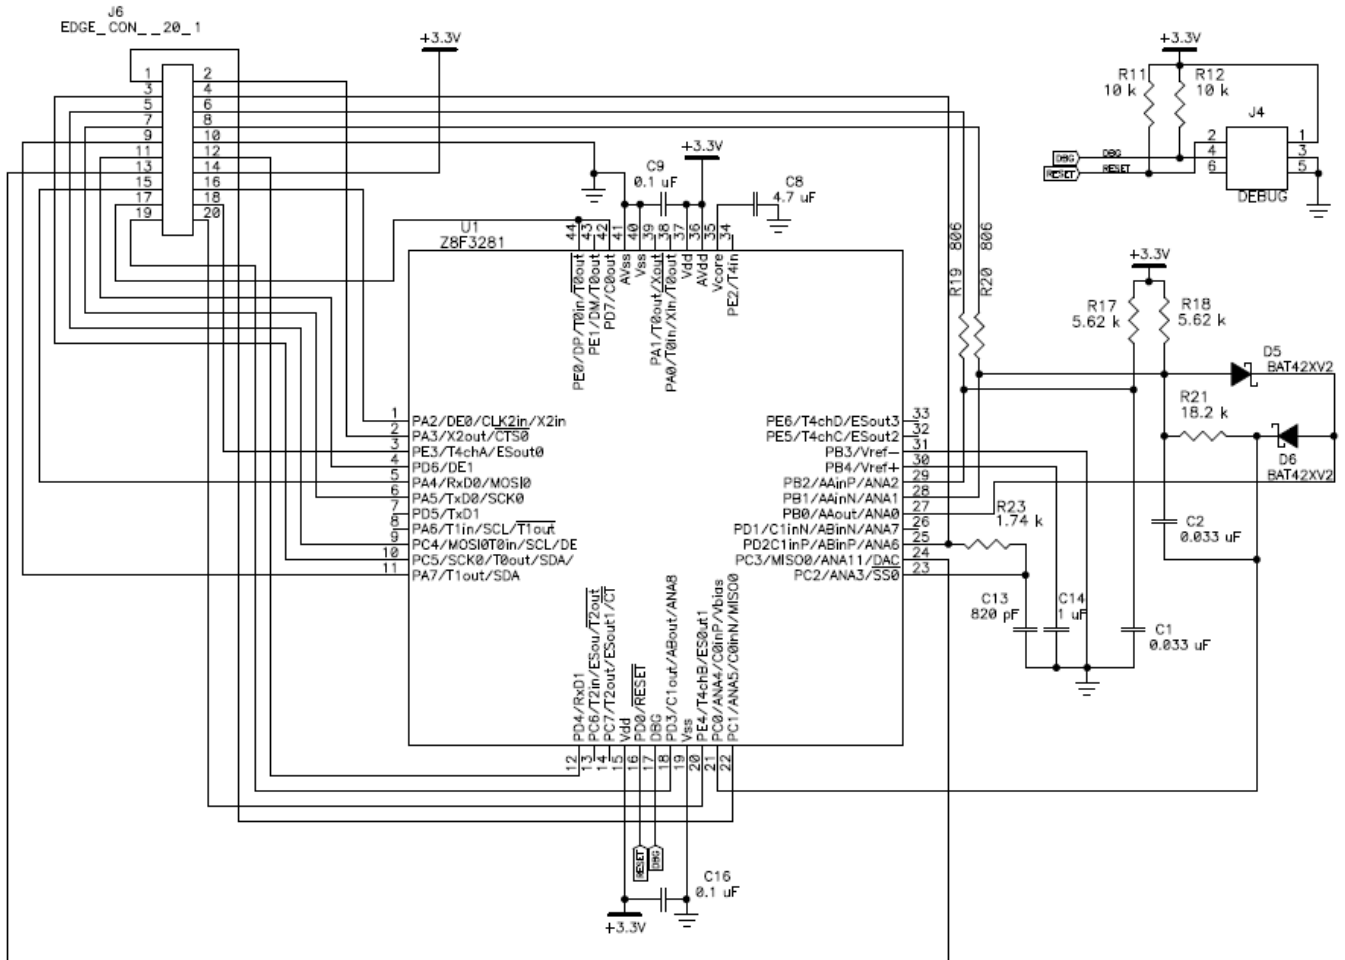 J6
EDGE_CON__20_1
1
2
3
4
5
6
7
8
9
10
11
12
13
14
15
16
17
18
19
20
+3.3V
+3.3V
R11
10 k
R12
10 k
J4
2
4
6
1
3
5
DBG
DBG
RESET
RESET
DEBUG
+3.3V
C9
0.1 uF
C8
4.7 uF
U1
Z8F3281
44
43
42
41
40
39
38
37
36
35
34
PE0/DP/T0in/T0out
PE1/DM/T0out
PD7/C0out
AVss
Vss
PA1/T0out/Xout
PA0/T0in/Xin/T0out
Vdd
AVdd
Vcore
PE2/T4in
R19 806
R20 806
+3.3V
R17
5.62 k
R18
5.62 k
D5
BAT42XV2
R21
18.2 k
D6
BAT42XV2
1 PA2/DE0/CLK2in/X2in
2 PA3/X2out/CTS0
3 PE3/T4chA/ESout0
4 PD6/DE1
5 PA4/RxD0/MOSI0
6 PA5/TxD0/SCK0
7 PD5/TxD1
8 PA6/T1in/SCL/T1out
9 PC4/MOSI0T0in/SCL/DE
10 PC5/SCK0/T0out/SDA/
11 PA7/T1out/SDA
PE6/T4chD/ESout3 33
PE5/T4chC/ESout2 32
PB3/Vref- 31
PB4/Vref+ 30
PB2/AAinP/ANA2 29
PB1/AAinN/ANA1 28
PB0/AAout/ANA0 27
PD1/C1inN/ABinN/ANA7 26
PD2C1inP/ABinP/ANA6 25
PC3/MISO0/ANA11/DAC 24
PC2/ANA3/SS0 23
R23
1.74 k
C2
0.033 uF
C13
820 pF
C14
1 uF
C1
0.033 uF
PD4/RxD1
PC6/T2in/ESou/T2out
PC7/T2out/ESout1/CT
Vdd
PD0/RESET
DBG
PD3/C1out/ABout/ANA8
Vss
PE4/T4chB/ESout1
PC0/ANA4/C0inP/Vbias
PC1/ANA5/C0inN/MISO0
12
13
14
15
16
17
18
19
20
21
22
RESET
DBG
C16
0.1 uF
+3.3V